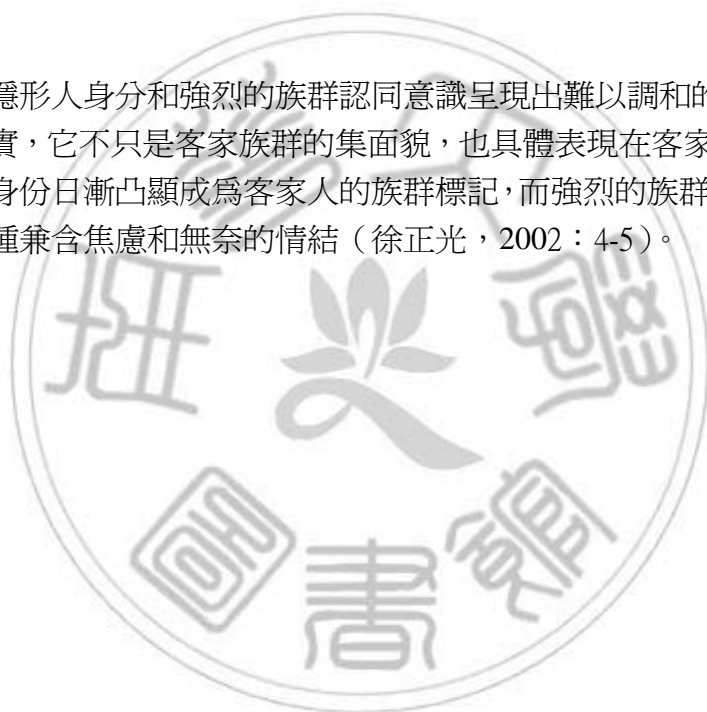 隱形人身分和強烈的族群認同意識呈現出難以調和的
實，它不只是客家族群的集面貌，也具體表現在客家
身份日漸凸顯成爲客家人的族群標記，而強烈的族群
種兼含焦慮和無奈的情結（徐正光，2002：4-5）。
圖書